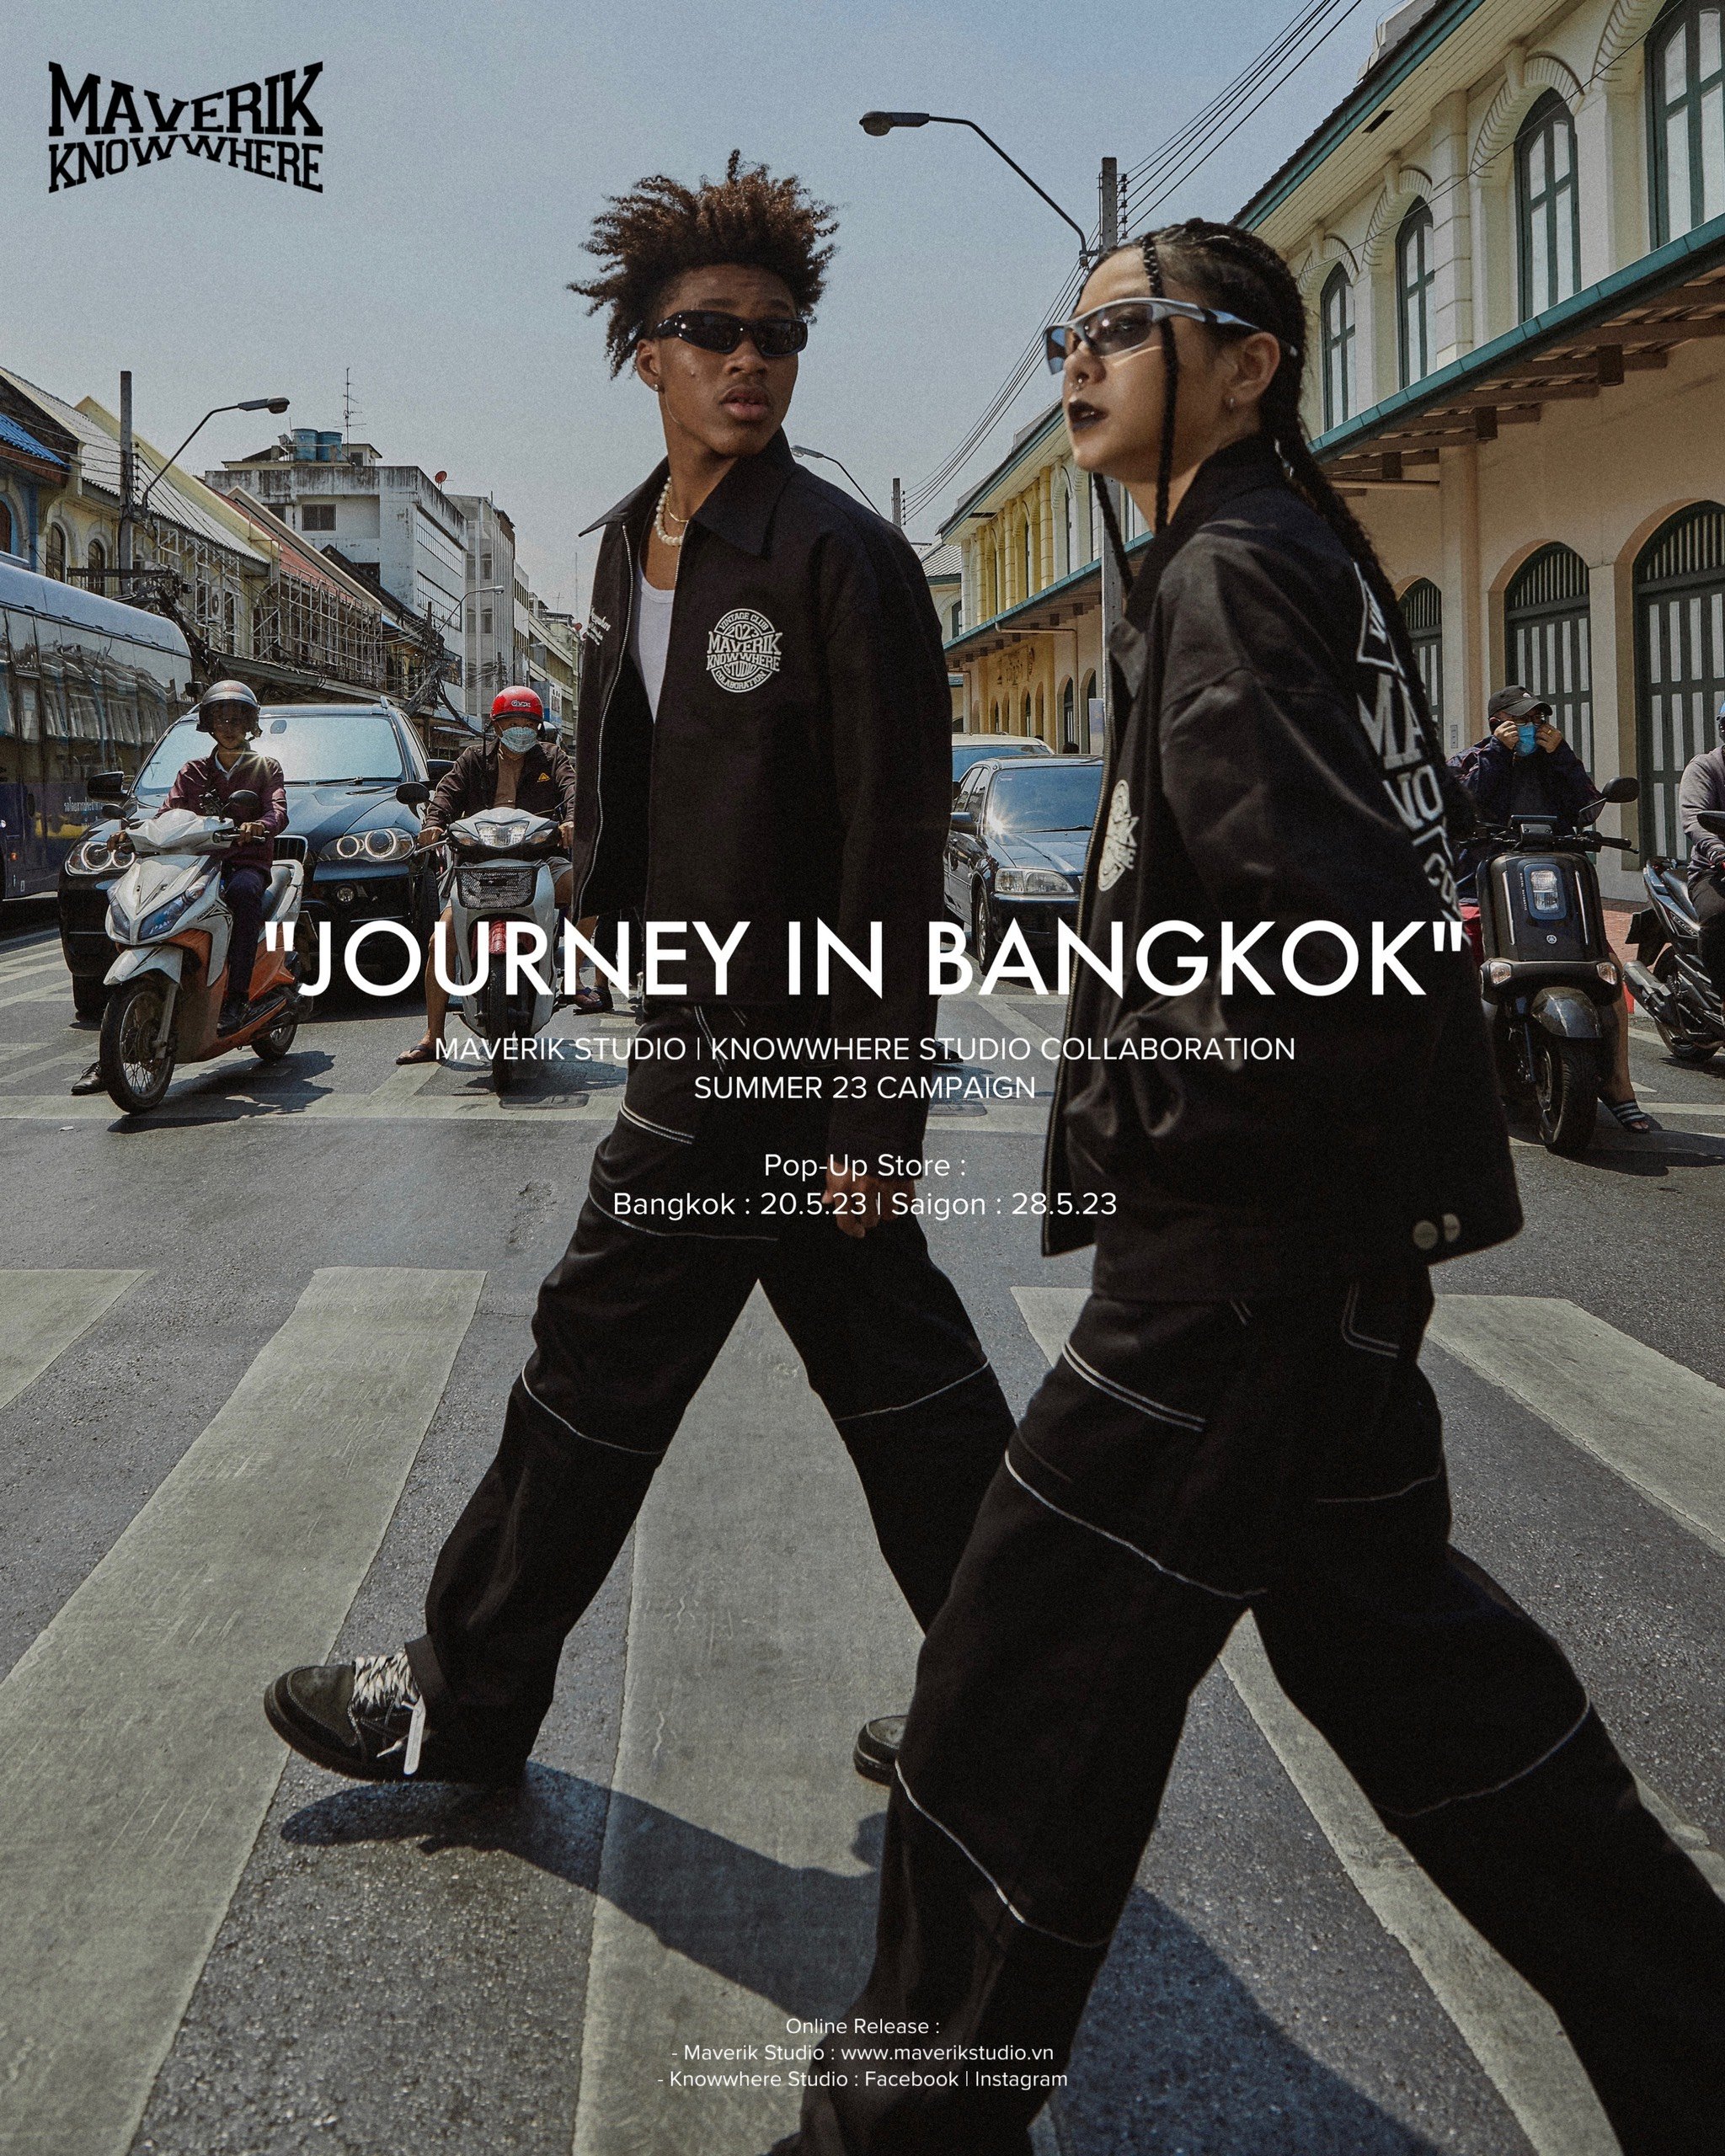 MAVERIK
KNOWWHERE
VINTAGE CLUB
02
MAVERIK
KNOWWHERE
STUDIO
COLABORATION
"JOURNEY IN BANGKOK"
MAVERIK STUDIO | KNOWWHERE STUDIO COLLABORATION
SUMMER 23 CAMPAIGN
Pop-Up Store :
Bangkok : 20.5.23 | Saigon : 28.5.23
Online Release :
- Maverik Studio : www.maverikstudio.vn
- Knowwhere Studio : Facebook | Instagram